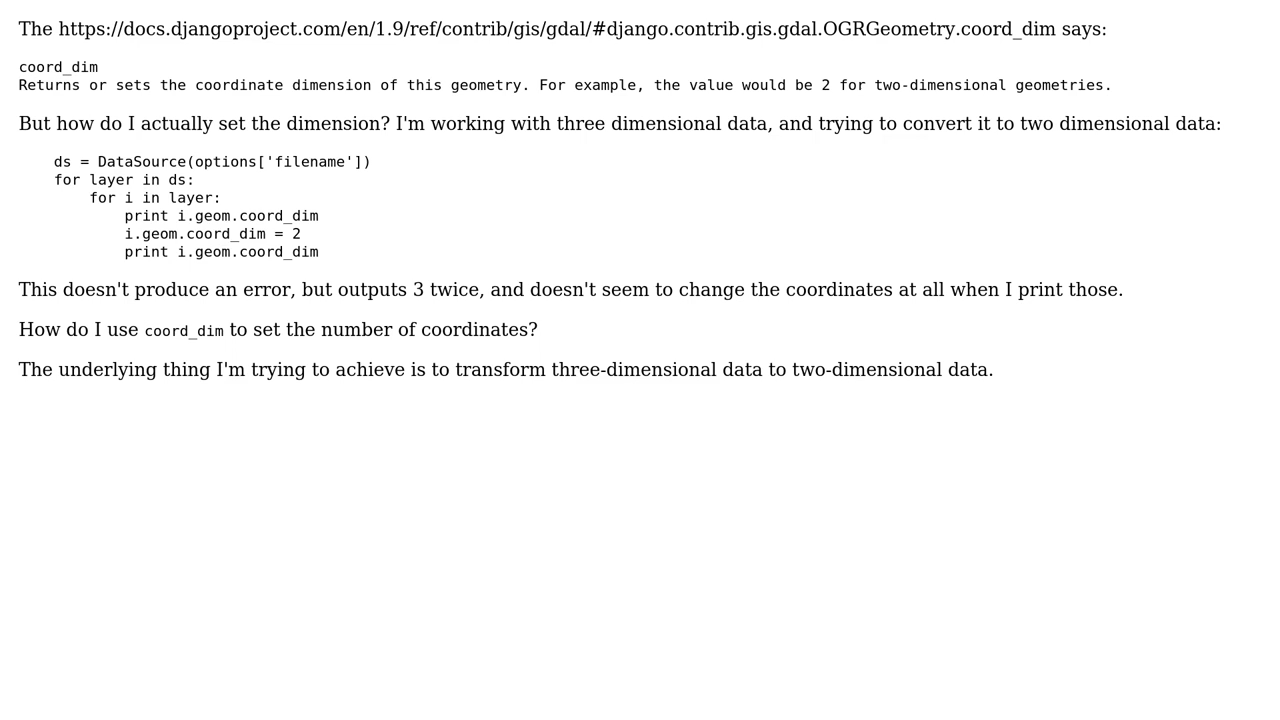 The https://docs.djangoproject.com/en/1.9/ref/contrib/gis/gdal/#django.contrib.gis.gdal.OGRGeometry.coord_dim says:
coord_dim
Returns or sets the coordinate dimension of this geometry. For example, the value would be 2 for two-dimensional geometries.
But how do I actually set the dimension? I'm working with three dimensional data, and trying to convert it to two dimensional data:
    ds = DataSource(options['filename'])
    for layer in ds:
        for i in layer:
            print i.geom.coord_dim
            i.geom.coord_dim = 2
            print i.geom.coord_dim
This doesn't produce an error, but outputs 3 twice, and doesn't seem to change the coordinates at all when I print those.
How do I use coord_dim to set the number of coordinates?
The underlying thing I'm trying to achieve is to transform three-dimensional data to two-dimensional data.